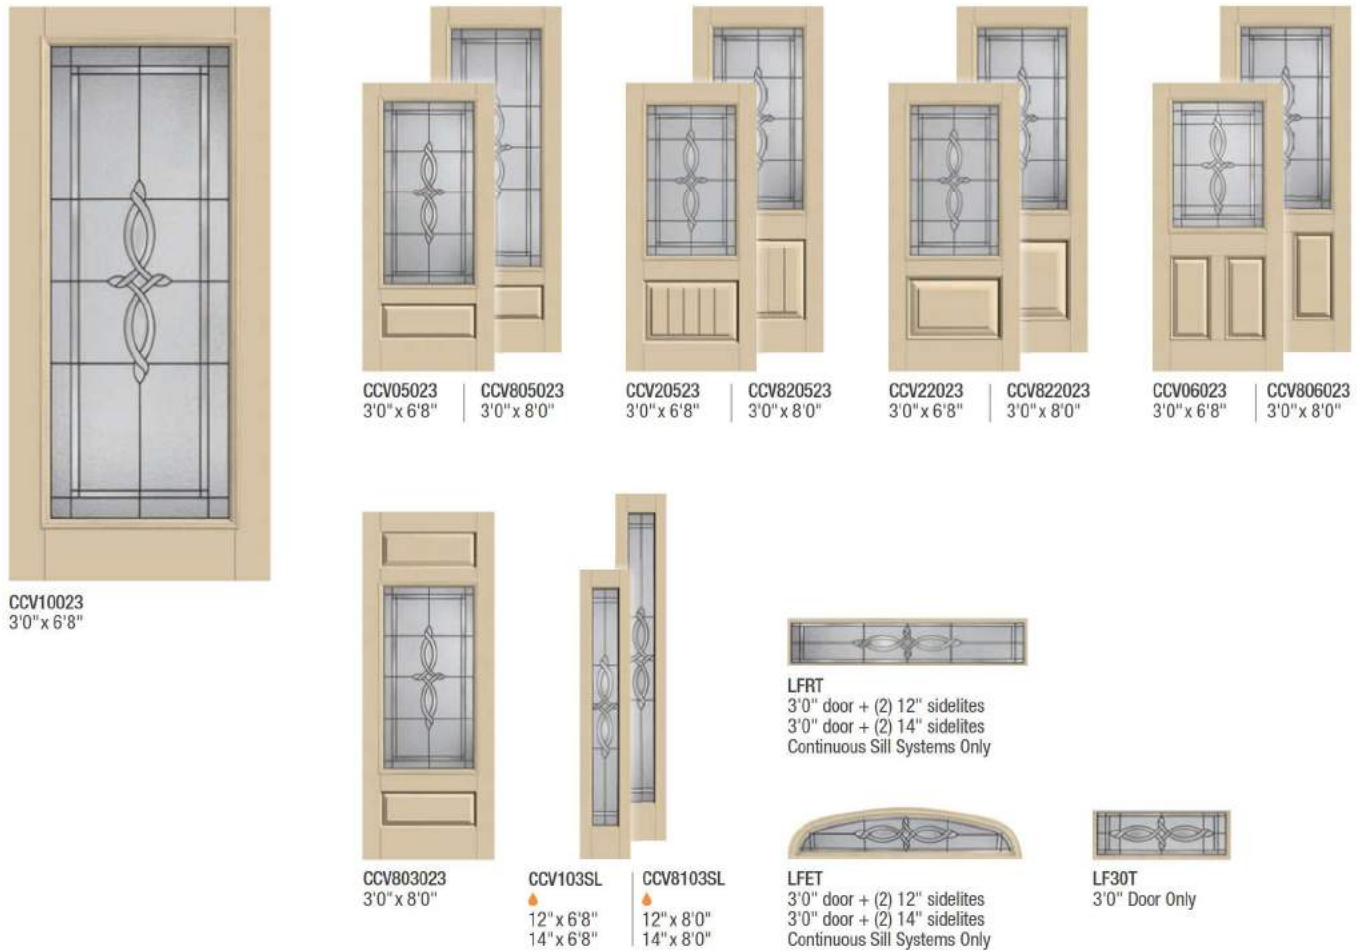 CCV10023
3'0" x 6'8"
CCV05023
3'0" x 6'8"
CCV805023
3'0" x 8'0"
CCV20523
3'0" x 6'8"
CCV820523
3'0" x 8'0"
CCV22023
3'0" x 6'8"
CCV822023
3'0" x 8'0"
CCV06023
3'0" x 6'8"
CCV806023
3'0" x 8'0"
CCV803023
3'0" x 8'0"
CCV103SL
12" x 6'8"
14" x 6'8"
CCV8103SL
12" x 8'0"
14" x 8'0"
LFRT
3'0" door + (2) 12" sidelites
3'0" door + (2) 14" sidelites
Continuous Sill Systems Only
LFET
3'0" door + (2) 12" sidelites
3'0" door + (2) 14" sidelites
Continuous Sill Systems Only
LF30T
3'0" Door Only